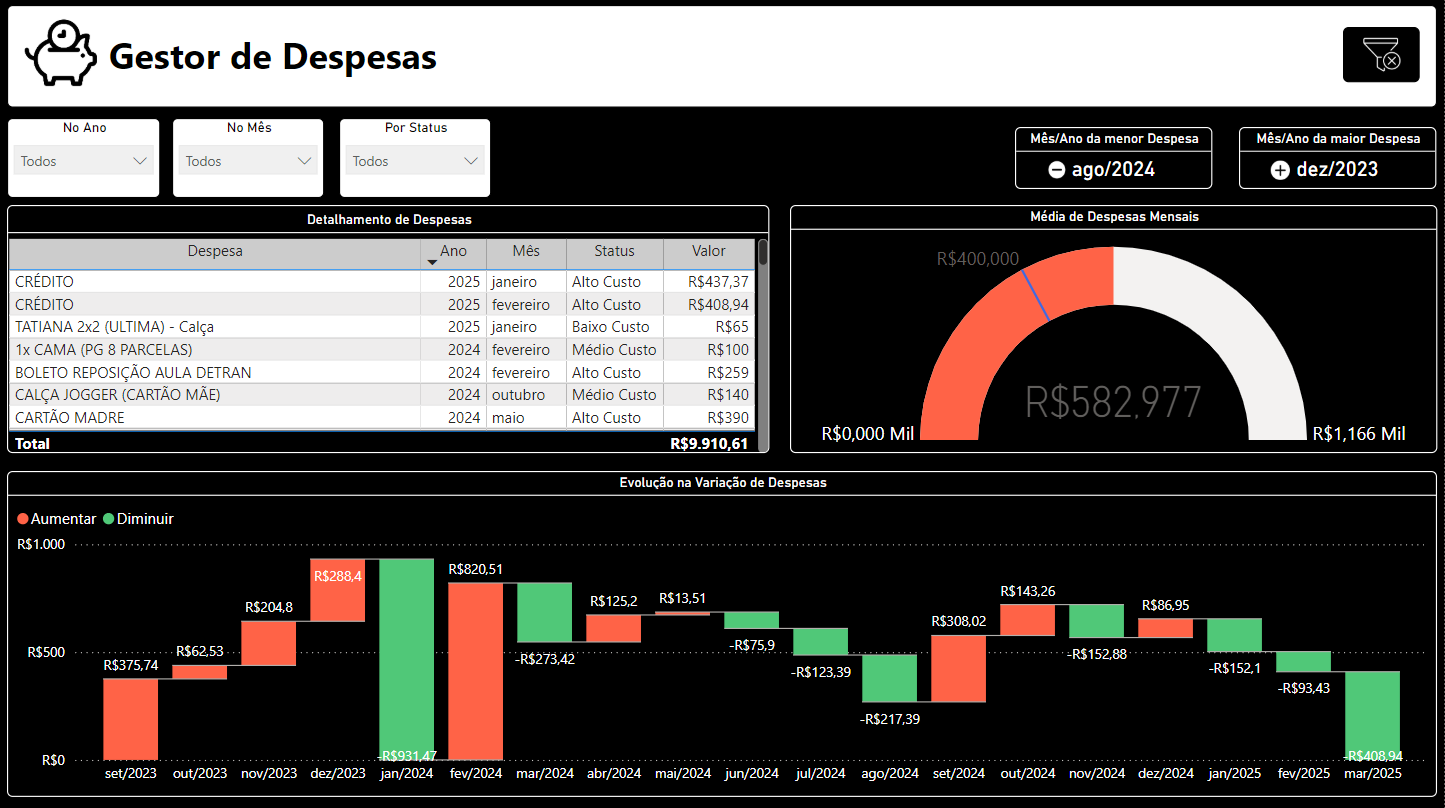 Gestor de Despesas
No Ano
Todos
No Mês
Todos
Por Status
Todos
Mês/Ano da menor Despesa
ago/2024
Mês/Ano da maior Despesa
dez/2023
Detalhamento de Despesas
Despesa Ano Mês Status Valor
CRÉDITO 2025 janeiro Alto Custo R$437,37
CRÉDITO 2025 fevereiro Alto Custo R$408,94
TATIANA 2x2 (ULTIMA) - Calça 2025 janeiro Baixo Custo R$65
1x CAMA (PG 8 PARCELAS) 2024 fevereiro Médio Custo R$100
BOLETO REPOSIÇÃO AULA DETRAN 2024 fevereiro Alto Custo R$259
CALÇA JOGGER (CARTÃO MÃE) 2024 outubro Médio Custo R$140
CARTÃO MADRE 2024 maio Alto Custo R$390
Total R$9.910,61
Média de Despesas Mensais
R$400,000
R$582,977
R$0,000 Mil R$1,166 Mil
Evolução na Variação de Despesas
Aumentar Diminuir
R$1.000
R$500
R$0
R$375,74
R$62,53
R$204,8
R$288,4
-R$931,47
R$820,51
-R$273,42
R$125,2
R$13,51
-R$75,9
-R$123,39
-R$217,39
R$308,02
R$143,26
-R$152,88
R$86,95
-R$152,1
-R$93,43
-R$408,94
set/2023 out/2023 nov/2023 dez/2023 jan/2024 fev/2024 mar/2024 abr/2024 mai/2024 jun/2024 jul/2024 ago/2024 set/2024 out/2024 nov/2024 dez/2024 jan/2025 fev/2025 mar/2025